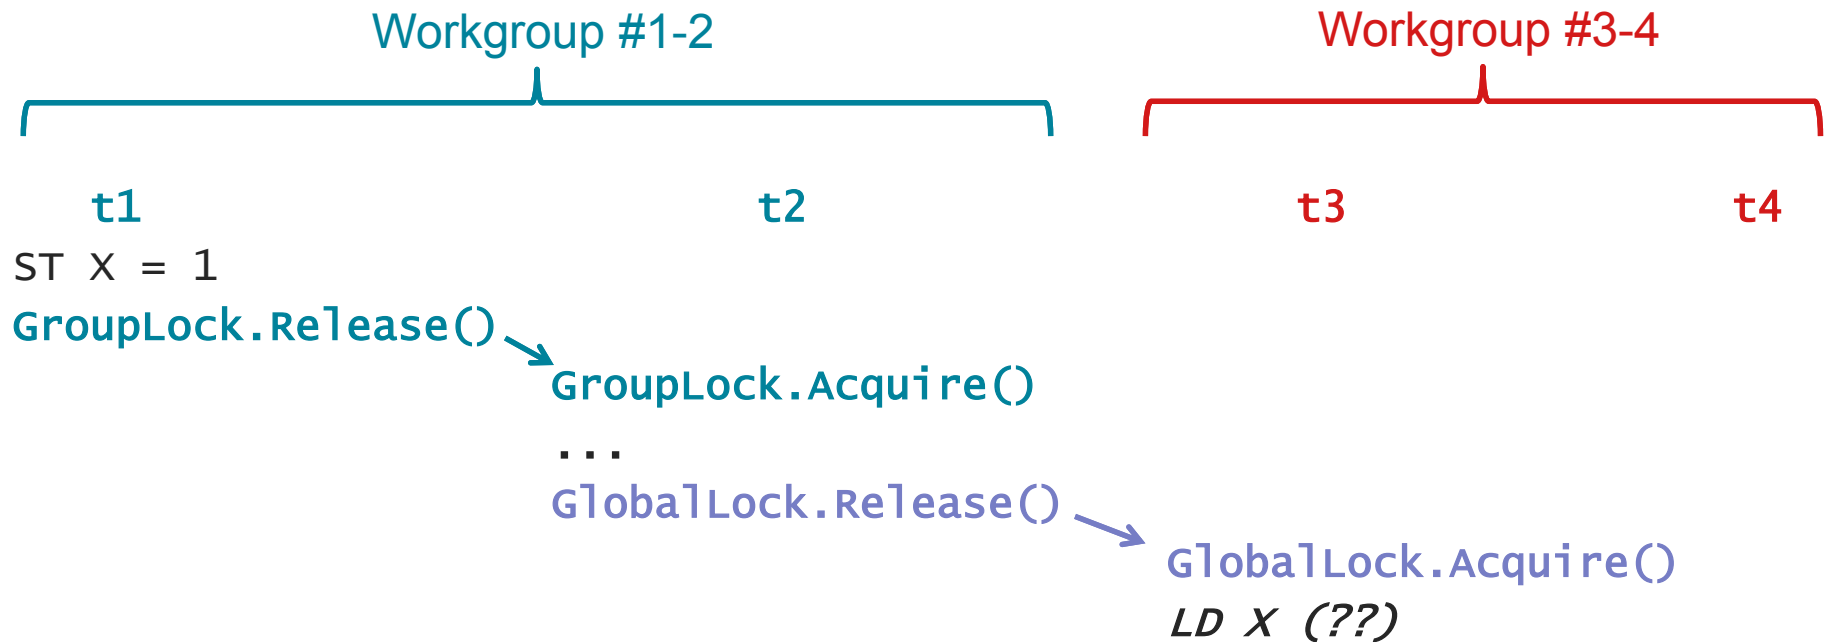 Workgroup #1-2
Workgroup #3-4
t1
t2
t3
t4
ST X = 1
GroupLock.Release()
GroupLock.Acquire()
...
GlobalLock.Release()
GlobalLock.Acquire()
LD X (??)